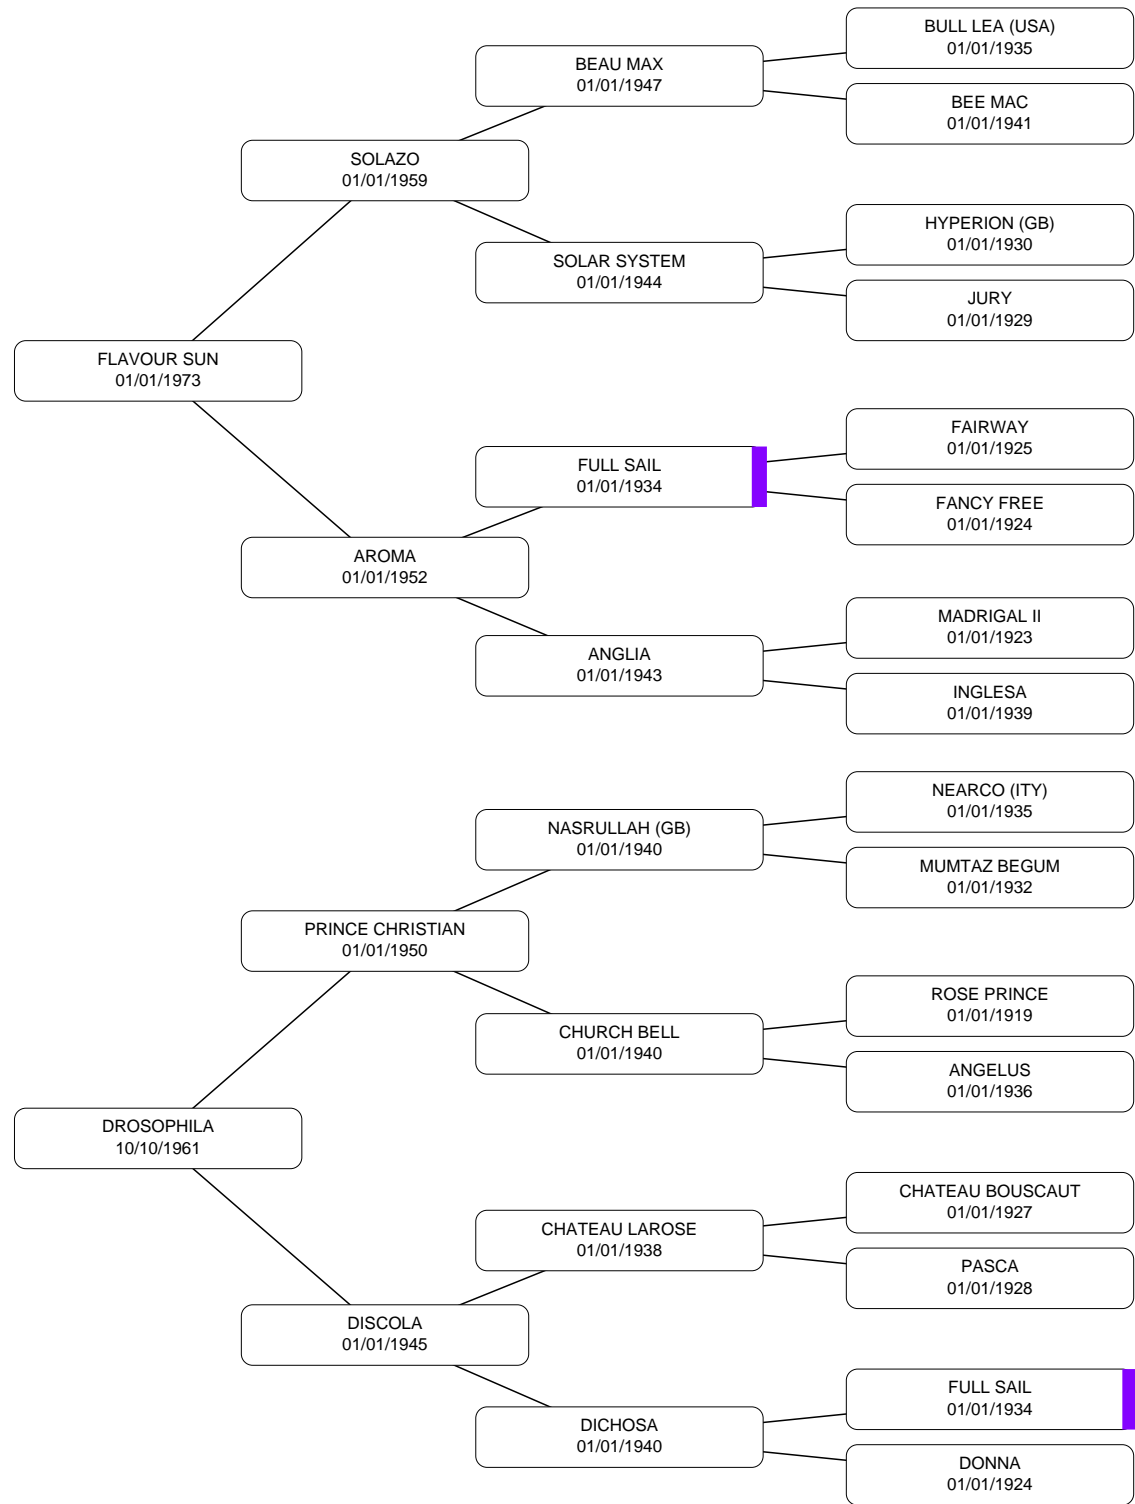 BULL LEA (USA)
01/01/1935
BEAU MAX
01/01/1947
BEE MAC
01/01/1941
SOLAZO
01/01/1959
HYPERION (GB)
01/01/1930
SOLAR SYSTEM
01/01/1944
JURY
01/01/1929
FLAVOUR SUN
01/01/1973
FAIRWAY
01/01/1925
FULL SAIL
01/01/1934
FANCY FREE
01/01/1924
AROMA
01/01/1952
MADRIGAL II
01/01/1923
ANGLIA
01/01/1943
INGLESA
01/01/1939
NEARCO (ITY)
01/01/1935
NASRULLAH (GB)
01/01/1940
MUMTAZ BEGUM
01/01/1932
PRINCE CHRISTIAN
01/01/1950
ROSE PRINCE
01/01/1919
CHURCH BELL
01/01/1940
ANGELUS
01/01/1936
DROSOPHILA
10/10/1961
CHATEAU BOUSCAUT
01/01/1927
CHATEAU LAROSE
01/01/1938
PASCA
01/01/1928
DISCOLA
01/01/1945
FULL SAIL
01/01/1934
DICHOSA
01/01/1940
DONNA
01/01/1924